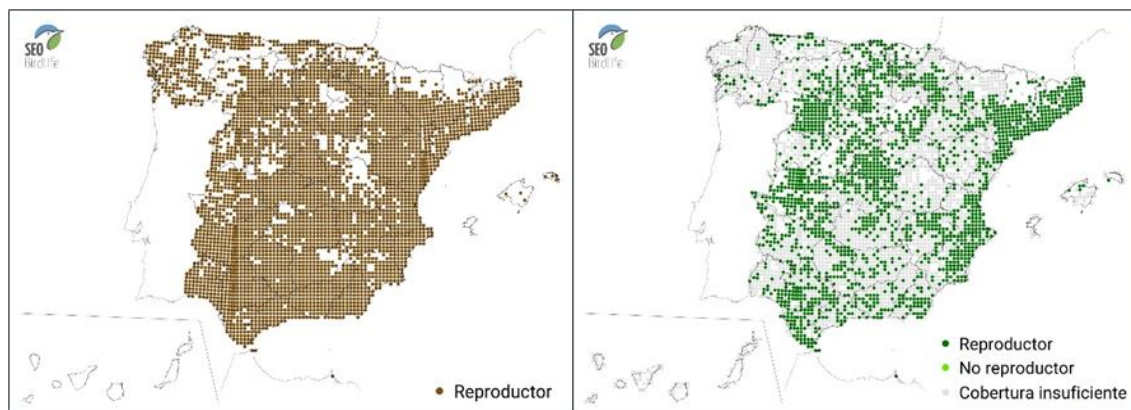 SEO
BirdLife
Reproductor
SEO
BirdLife
Reproductor
No reproductor
Cobertura insuficiente